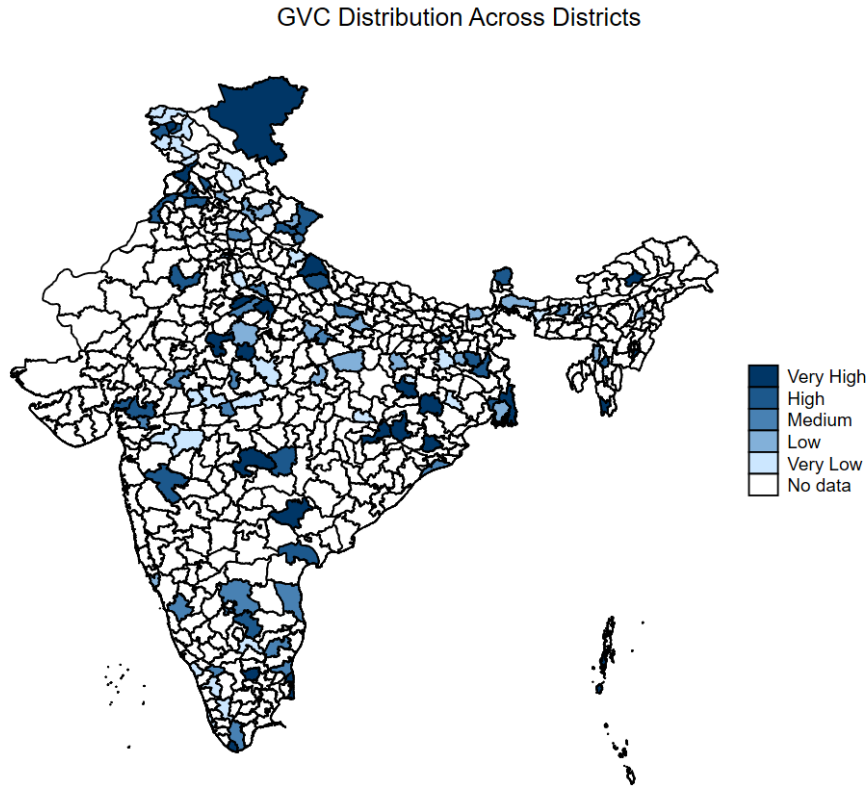 GVC Distribution Across Districts
Very High
High
Medium
Low
Very Low
No data